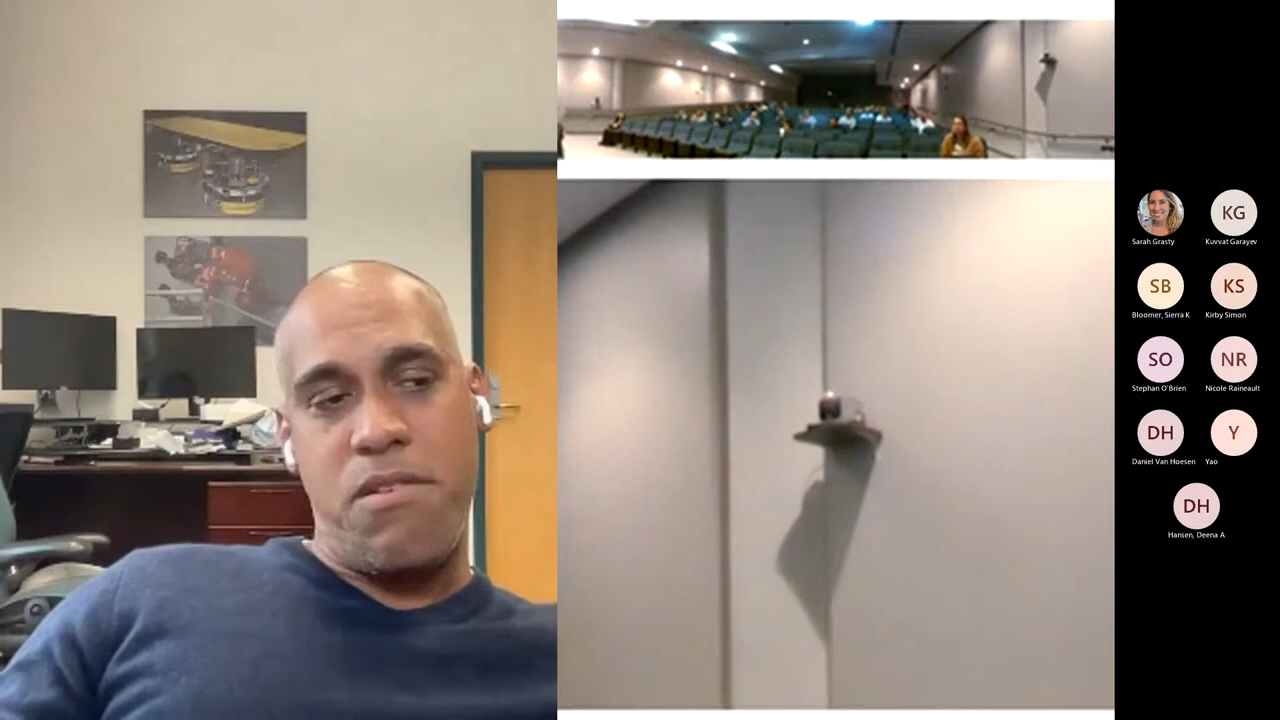 Sarah Grasty
KG
Kuvvat Garayev
SB
Bloomer, Sierra K
KS
Kirby Simon
SO
Stephan O'Brien
NR
Nicole Raineault
DH
Daniel Van Hoesen
Y
Yao
DH
Hansen, Deena A